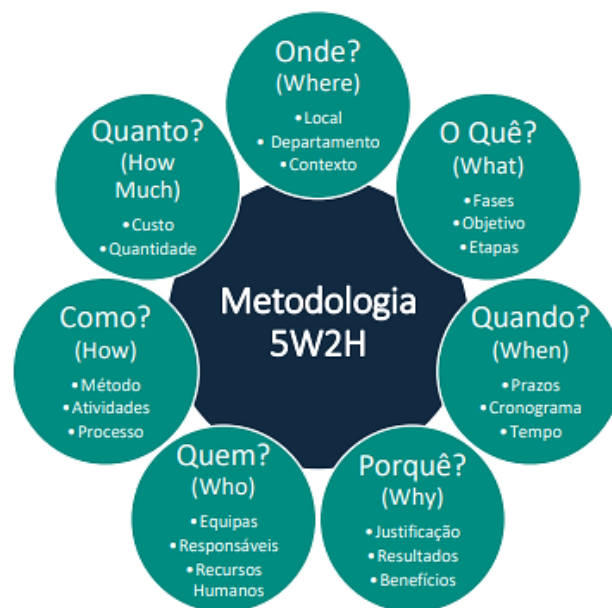 Onde?
(Where)
• Local
• Departamento
• Contexto
O Quê?
(What)
• Fases
• Objetivo
• Etapas
Quando?
(When)
• Prazos
• Cronograma
• Tempo
Porquê?
(Why)
• Justificação
• Resultados
• Benefícios
Quem?
(Who)
• Equipas
• Responsáveis
• Recursos
Humanos
Como?
(How)
• Método
• Atividades
• Processo
Quanto?
(How
Much)
• Custo
• Quantidade
Metodologia
5W2H